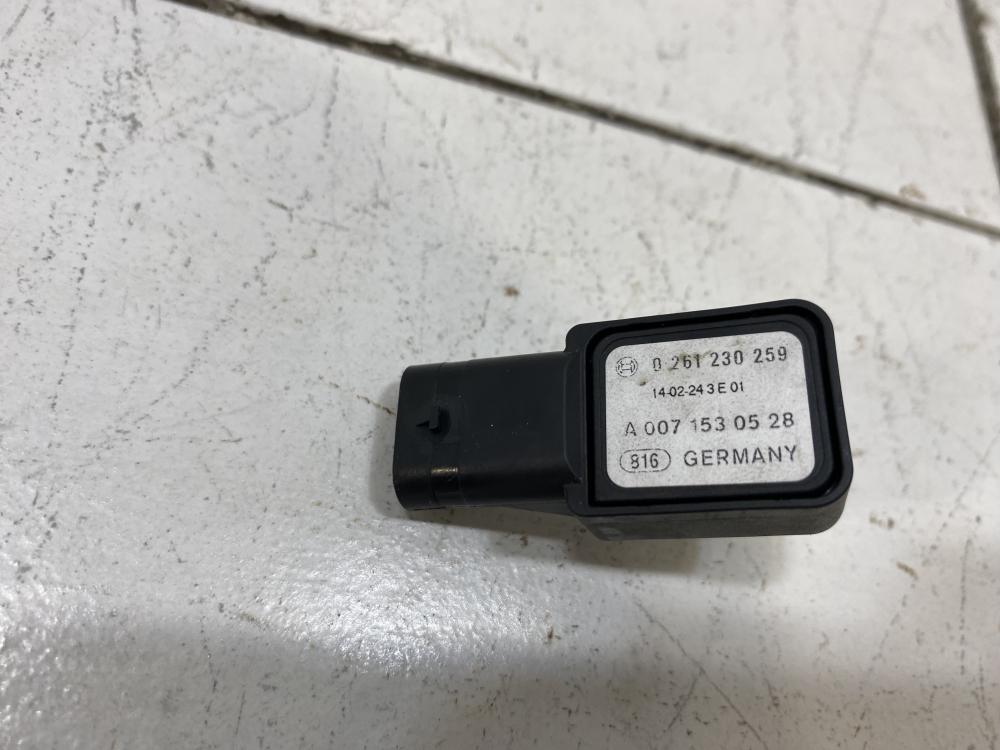 0 261 230 259
14-02-24 3 E 01
A 007 153 05 28
816 GERMANY